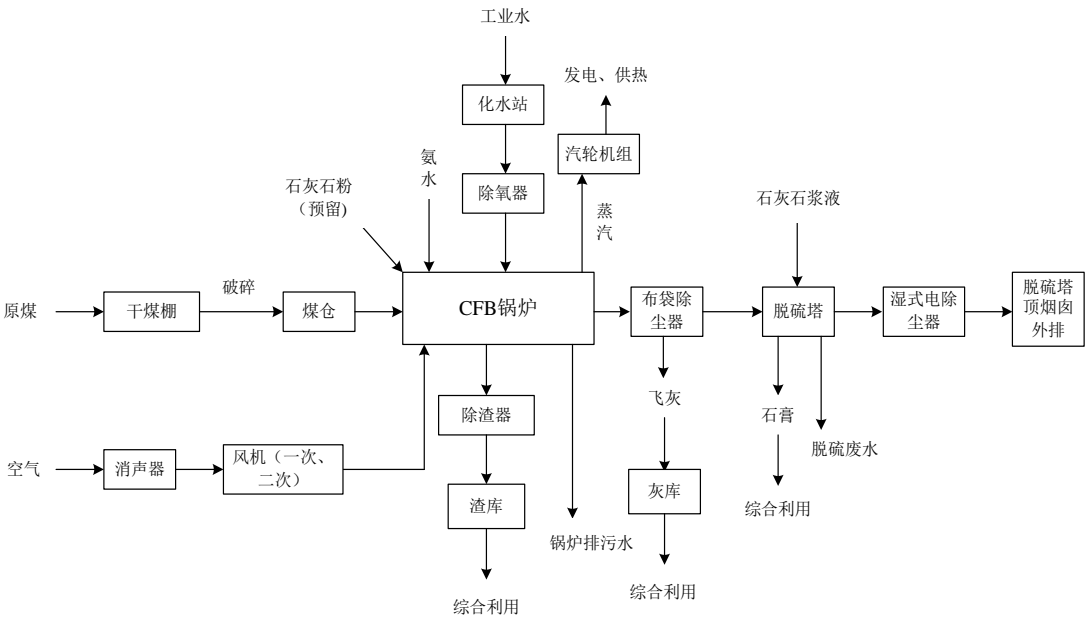 工业水
发电、供热
化水站
汽轮机组
氨
水
石灰石粉
（预留)
除氧器
蒸
汽
石灰石浆液
原煤
干煤棚
破碎
煤仓
CFB锅炉
布袋除
尘器
脱硫塔
湿式电除
尘器
脱硫塔
顶烟囱
外排
除渣器
飞灰
石膏
脱硫废水
空气
消声器
风机（一次、
二次）
渣库
灰库
综合利用
锅炉排污水
综合利用
综合利用